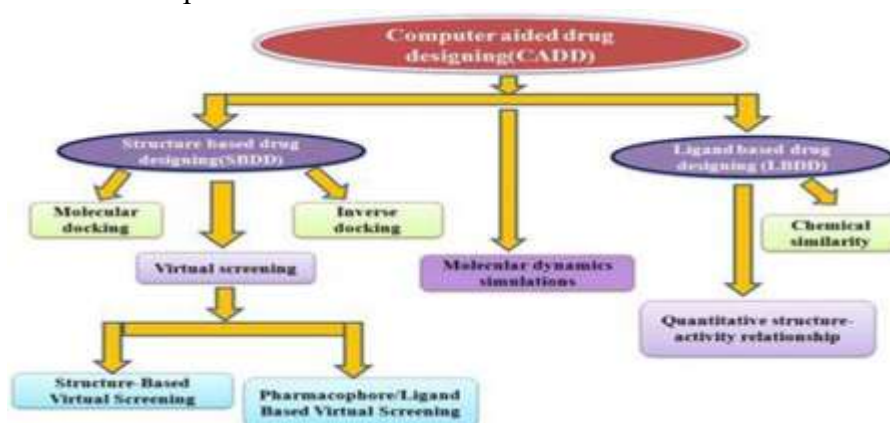 Computer aided drug
designing(CADD)
Structure based drug
designing(SBDD)
Ligand based drug
designing (LBDD)
Molecular
docking
Inverse
docking
Chemical
similarity
Virtual screening
Molecular dynamics
simulations
Quantitative structure-
activity relationship
Structure-Based
Virtual Screening
Pharmacophore/Ligand
Based Virtual Screening